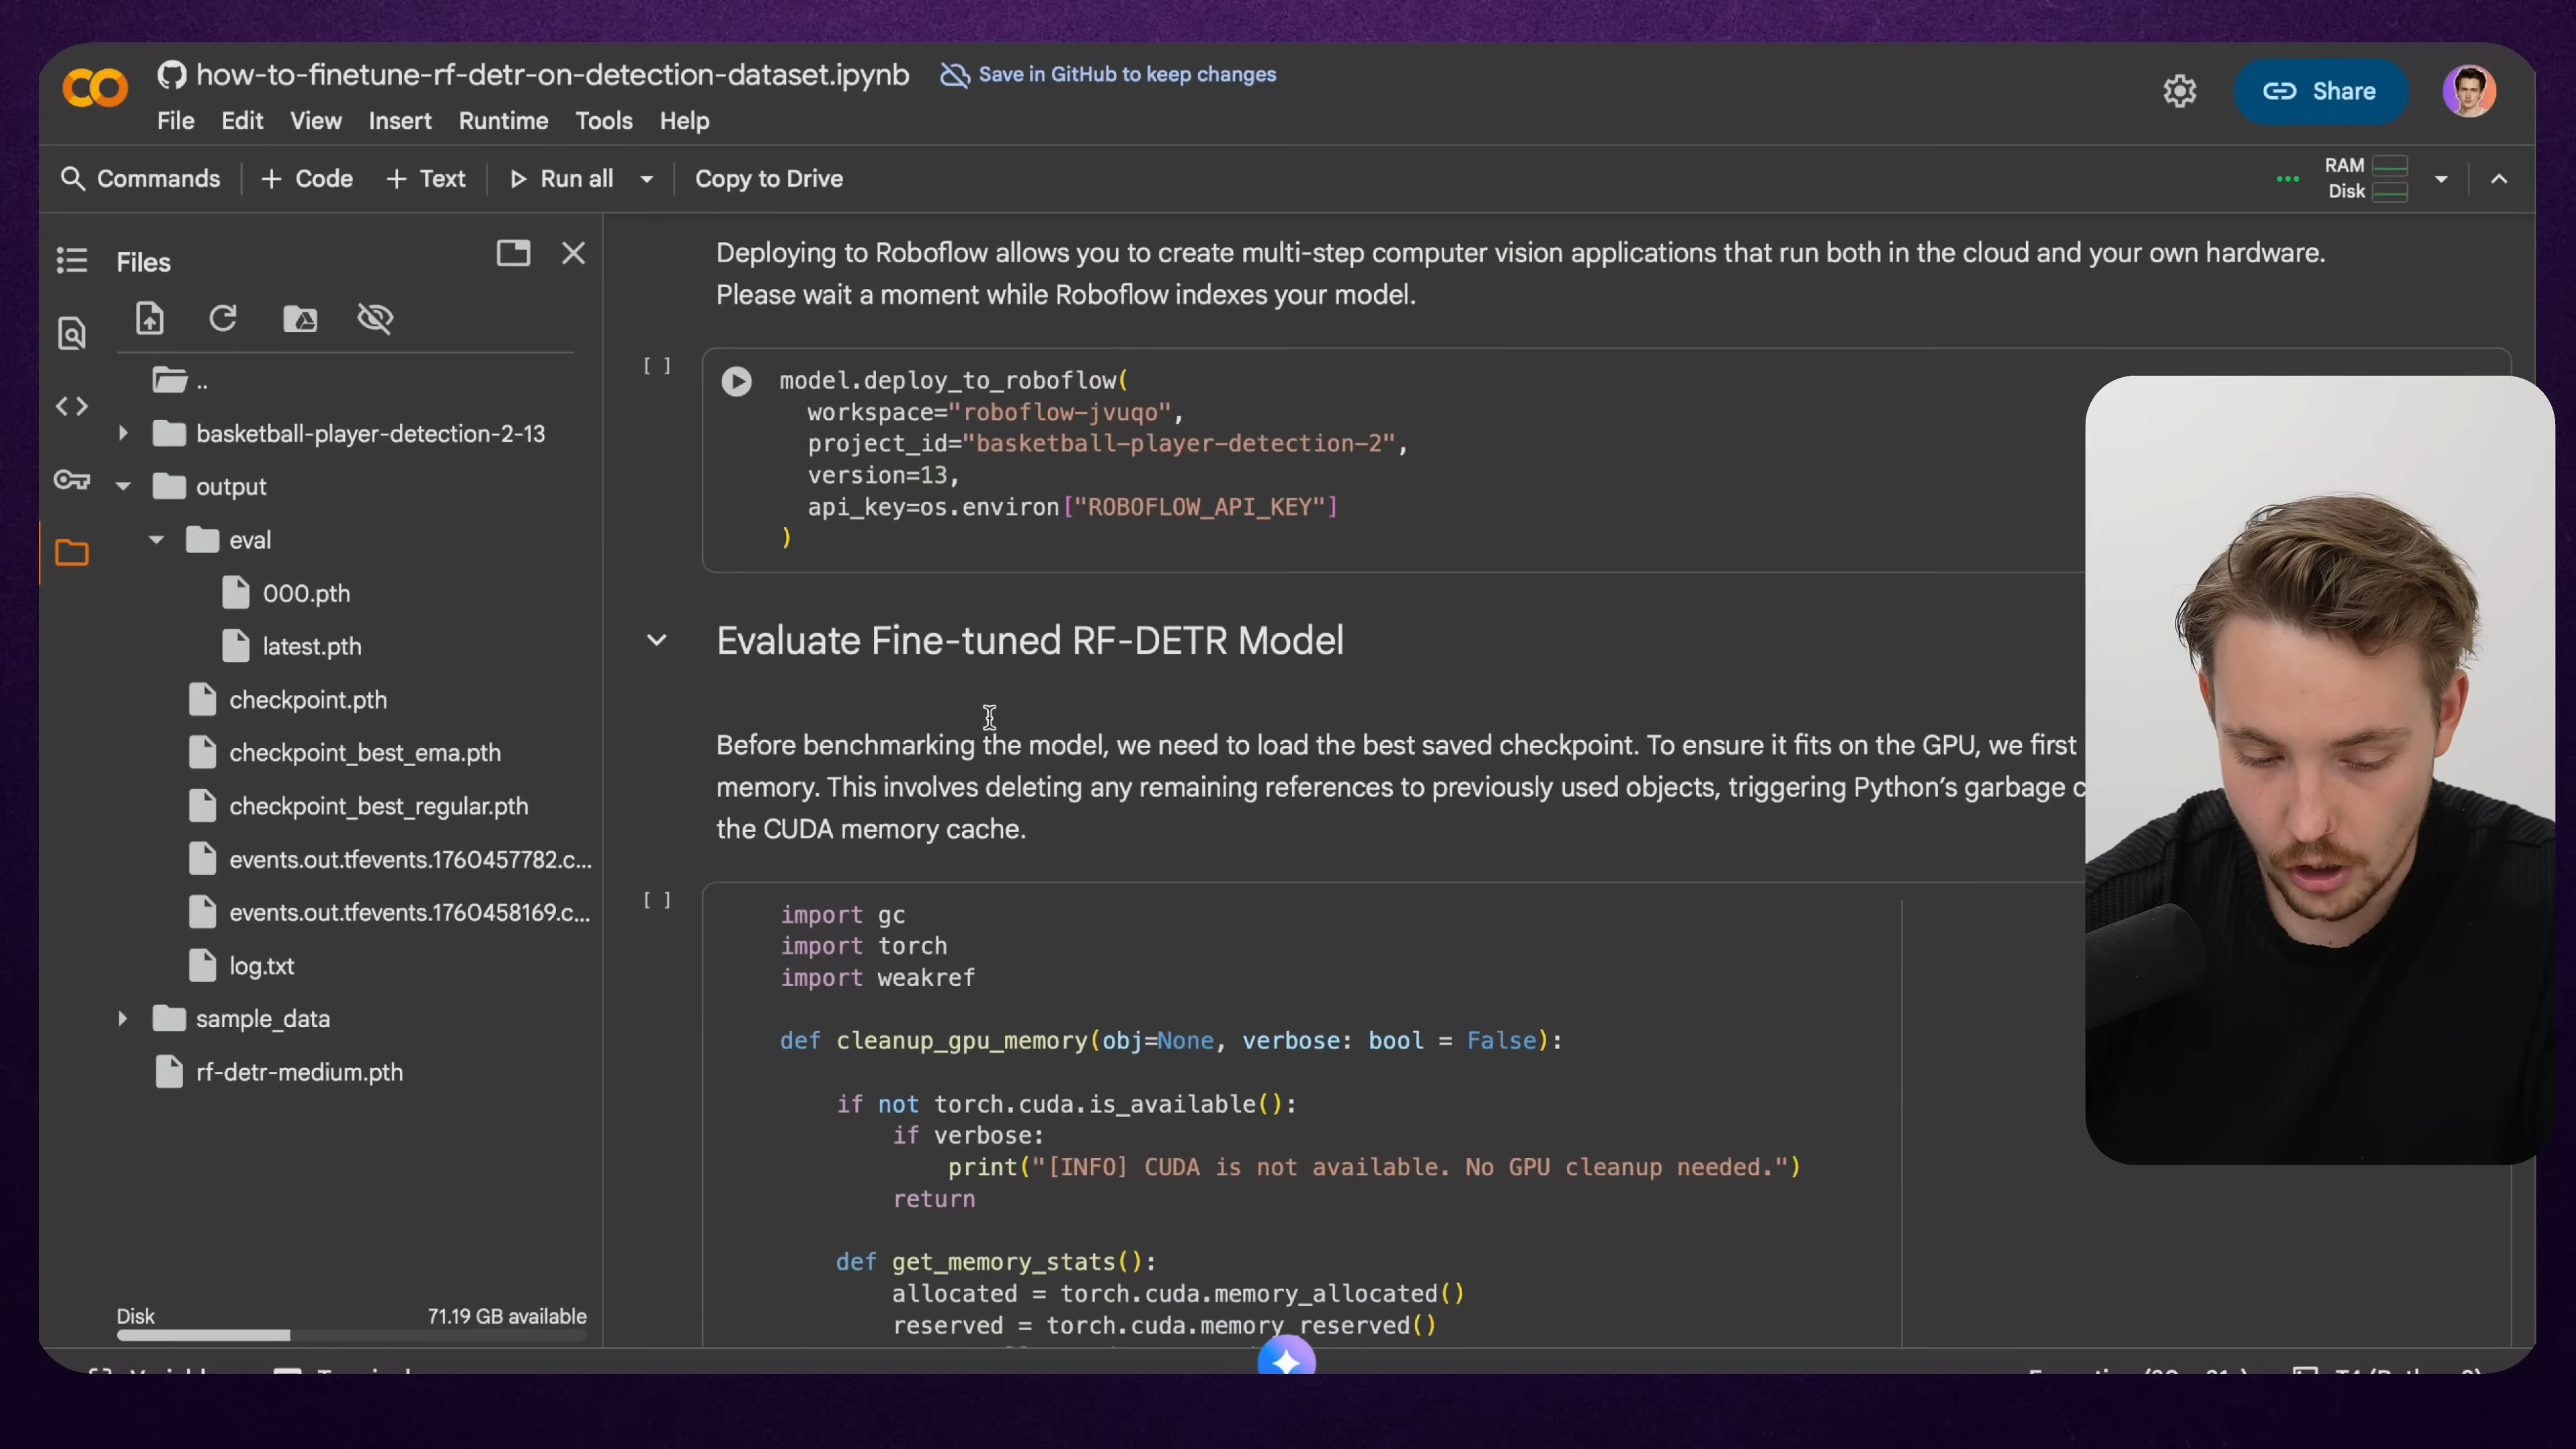 how-to-finetune-rf-detr-on-detection-dataset.ipynb
Save in GitHub to keep changes
Share
File Edit View Insert Runtime Tools Help
Commands
Code
Text
Run all
Copy to Drive
RAM
Disk
Files
..
basketball-player-detection-2-13
output
eval
000.pth
latest.pth
checkpoint.pth
checkpoint_best_ema.pth
checkpoint_best_regular.pth
events.out.tfevents.1760457782.c...
events.out.tfevents.1760458169.c...
log.txt
sample_data
rf-detr-medium.pth
Disk
71.19 GB available
Deploying to Roboflow allows you to create multi-step computer vision applications that run both in the cloud and your own hardware.
Please wait a moment while Roboflow indexes your model.
[ ]
model.deploy_to_roboflow(
workspace="roboflow-jvuqo",
project_id="basketball-player-detection-2",
version=13,
api_key=os.environ["ROBOFLOW_API_KEY"]
)
Evaluate Fine-tuned RF-DETR Model
Before benchmarking the model, we need to load the best saved checkpoint. To ensure it fits on the GPU, we first
memory. This involves deleting any remaining references to previously used objects, triggering Python's garbage c
the CUDA memory cache.
[ ]
import gc
import torch
import weakref
def cleanup_gpu_memory(obj=None, verbose: bool = False):
if not torch.cuda.is_available():
if verbose:
print("[INFO] CUDA is not available. No GPU cleanup needed.")
return
def get_memory_stats():
allocated = torch.cuda.memory_allocated()
reserved = torch.cuda.memory_reserved()